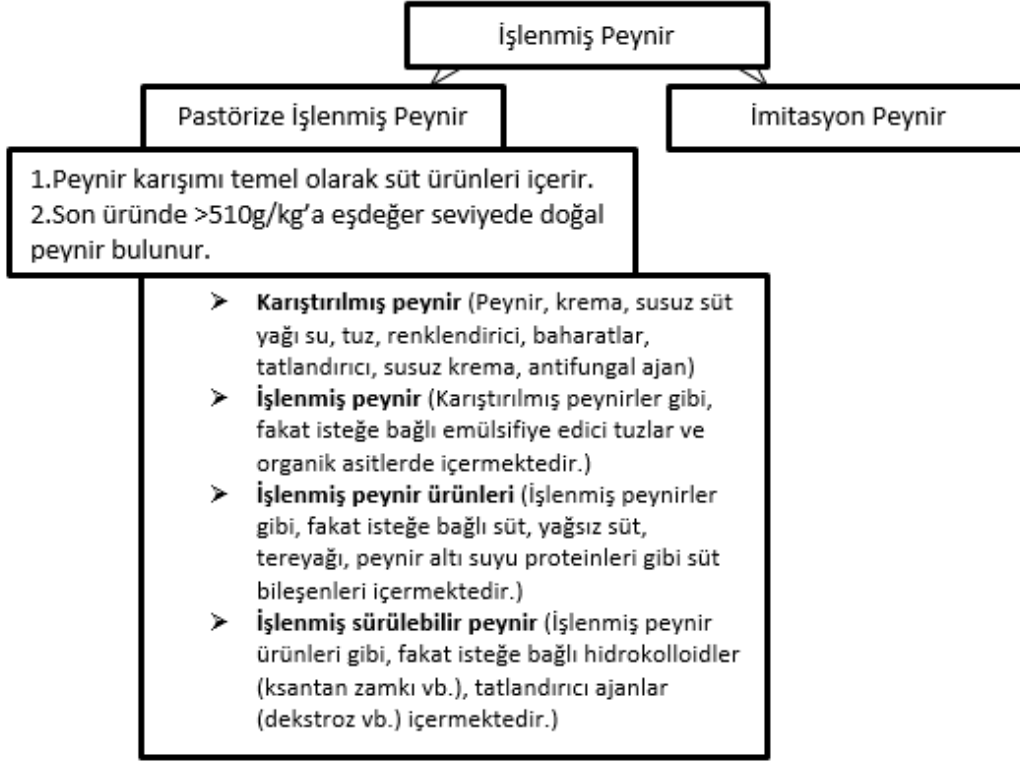 İşlenmiş Peynir
Pastörize İşlenmiş Peynir
İmitasyon Peynir
1.Peynir karışımı temel olarak süt ürünleri içerir.
2.Son üründe >510g/kg’a eşdeğer seviyede doğal
peynir bulunur.
➤ Karıştırılmış peynir (Peynir, krema, susuz süt
yağı su, tuz, renklendirici, baharatlar,
tatlandırıcı, susuz krema, antifungal ajan)
➤ İşlenmiş peynir (Karıştırılmış peynirler gibi,
fakat isteğe bağlı emülsifiye edici tuzlar ve
organik asitlerde içermektedir.)
➤ İşlenmiş peynir ürünleri (İşlenmiş peynirler
gibi, fakat isteğe bağlı süt, yağsız süt,
tereyağı, peynir altı suyu proteinleri gibi süt
bileşenleri içermektedir.)
➤ İşlenmiş sürülebilir peynir (İşlenmiş peynir
ürünleri gibi, fakat isteğe bağlı hidrokolloidler
(ksantan zamkı vb.), tatlandırıcı ajanlar
(dekstroz vb.) içermektedir.)